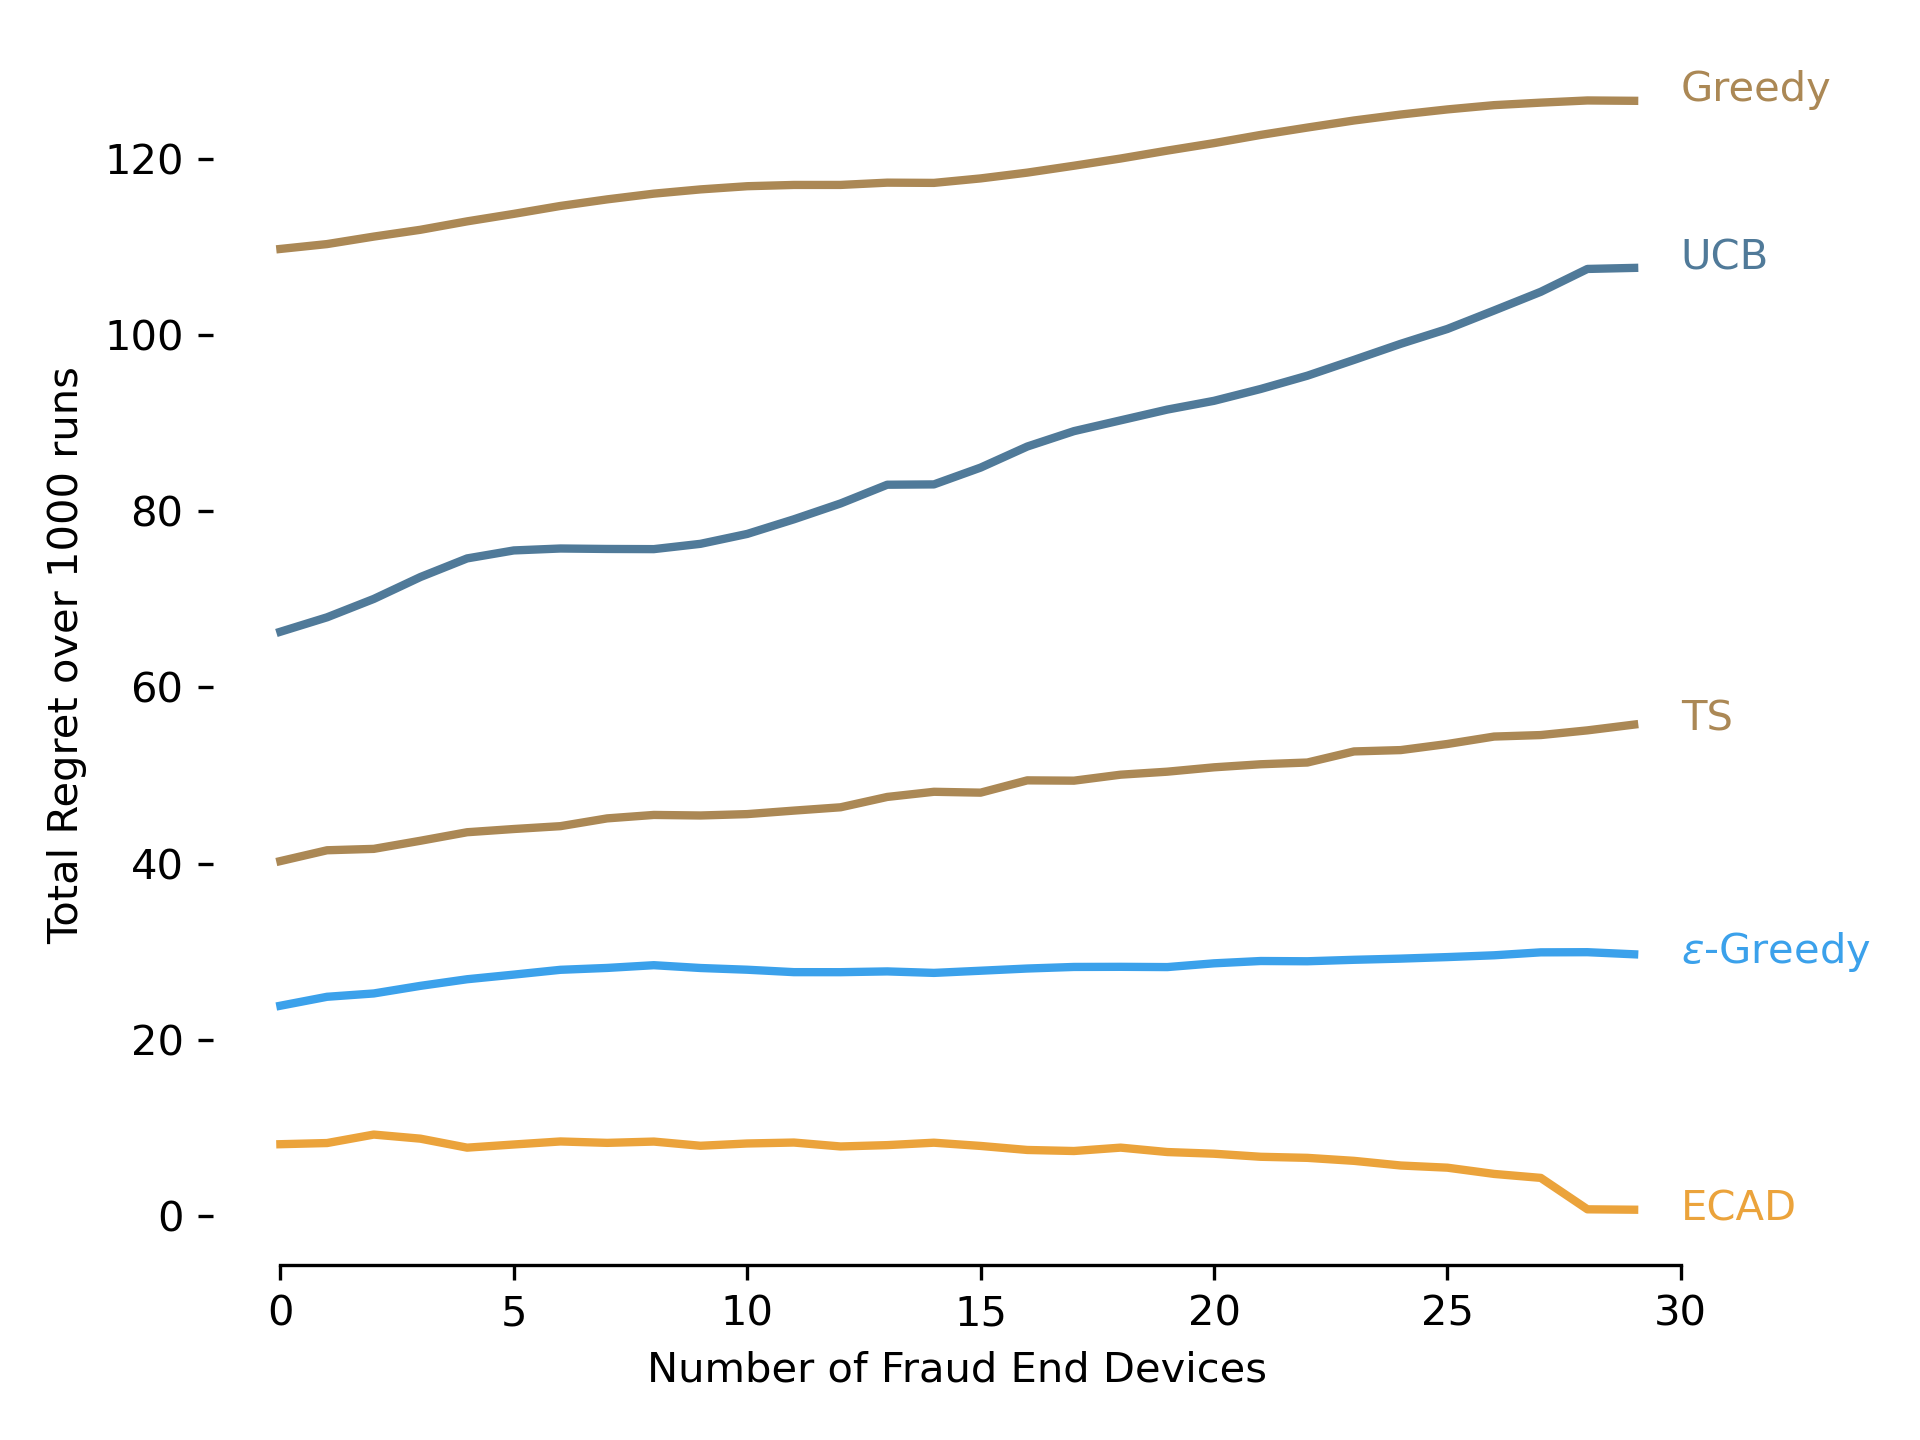 Greedy
120
UCB
100
Total Regret over 1000 runs
80
60
TS
40
ε-Greedy
20
0
ECAD
0 5 10 15 20 25 30
Number of Fraud End Devices